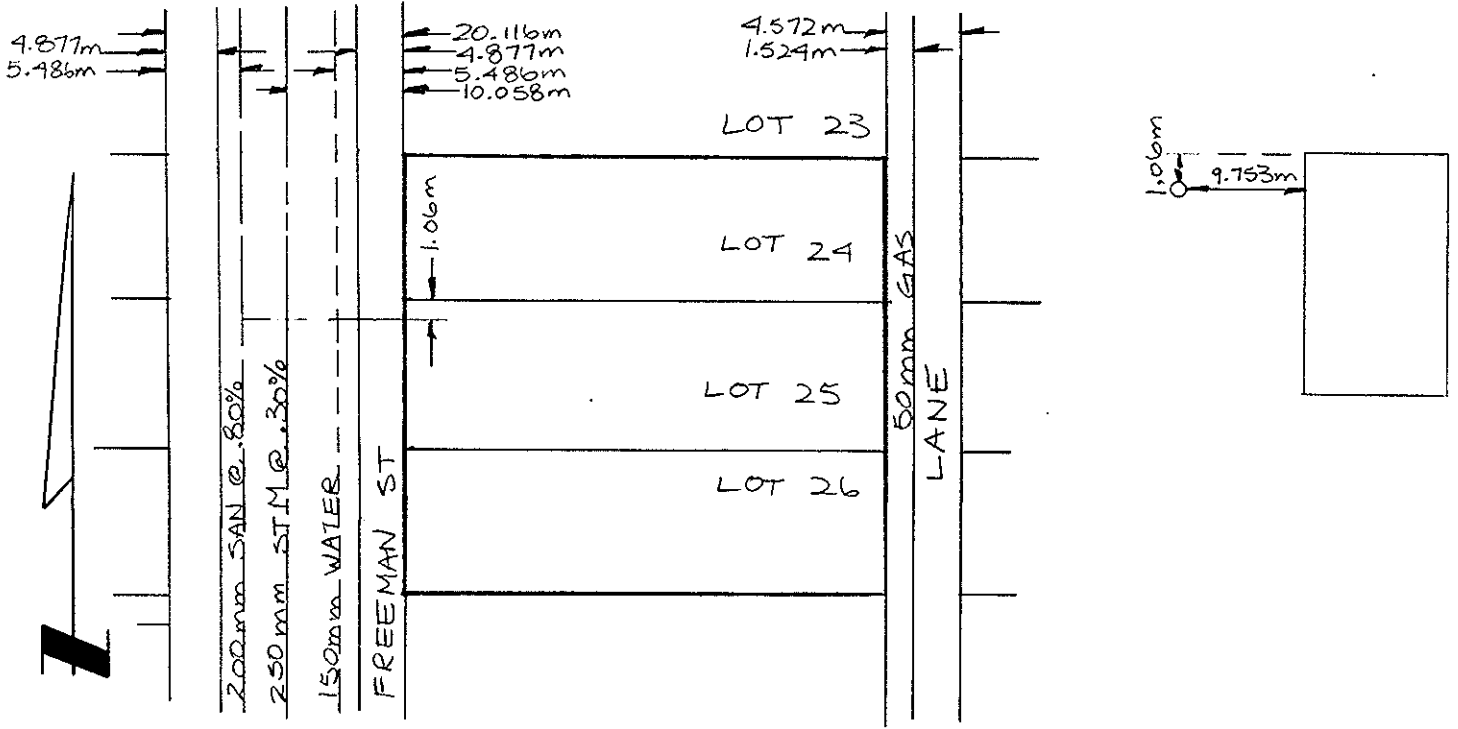 4.877m
5.486m
20.116m
4.877m
5.486m
10.058m
4.572m
1.524m
LOT 23
1.06m
LOT 24
LOT 25
LOT 26
200mm SAN @ .80%
250mm STM @ .30%
150mm WATER
FREEMAN ST
50mm GAS
LANE
1.06m
9.753m